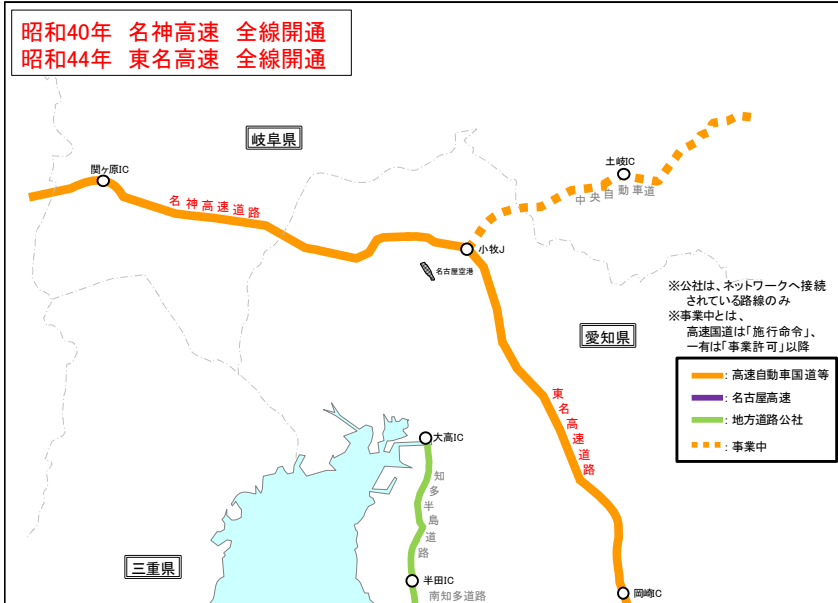 昭和40年 名神高速 全線開通
昭和44年 東名高速 全線開通
岐阜県
土岐IC
関ヶ原IC
中央自動車道
名神高速道路
小牧J
名古屋空港
※公社は、ネットワークへ接続
されている路線のみ
※事業中とは、
高速国道は「施行命令」、
一有は「事業許可」以降
愛知県
:高速自動車国道等
:名古屋高速
:地方道路公社
:事業中
東名高速道路
大高IC
知多半島道路
三重県
半田IC
南知多道路
岡崎IC